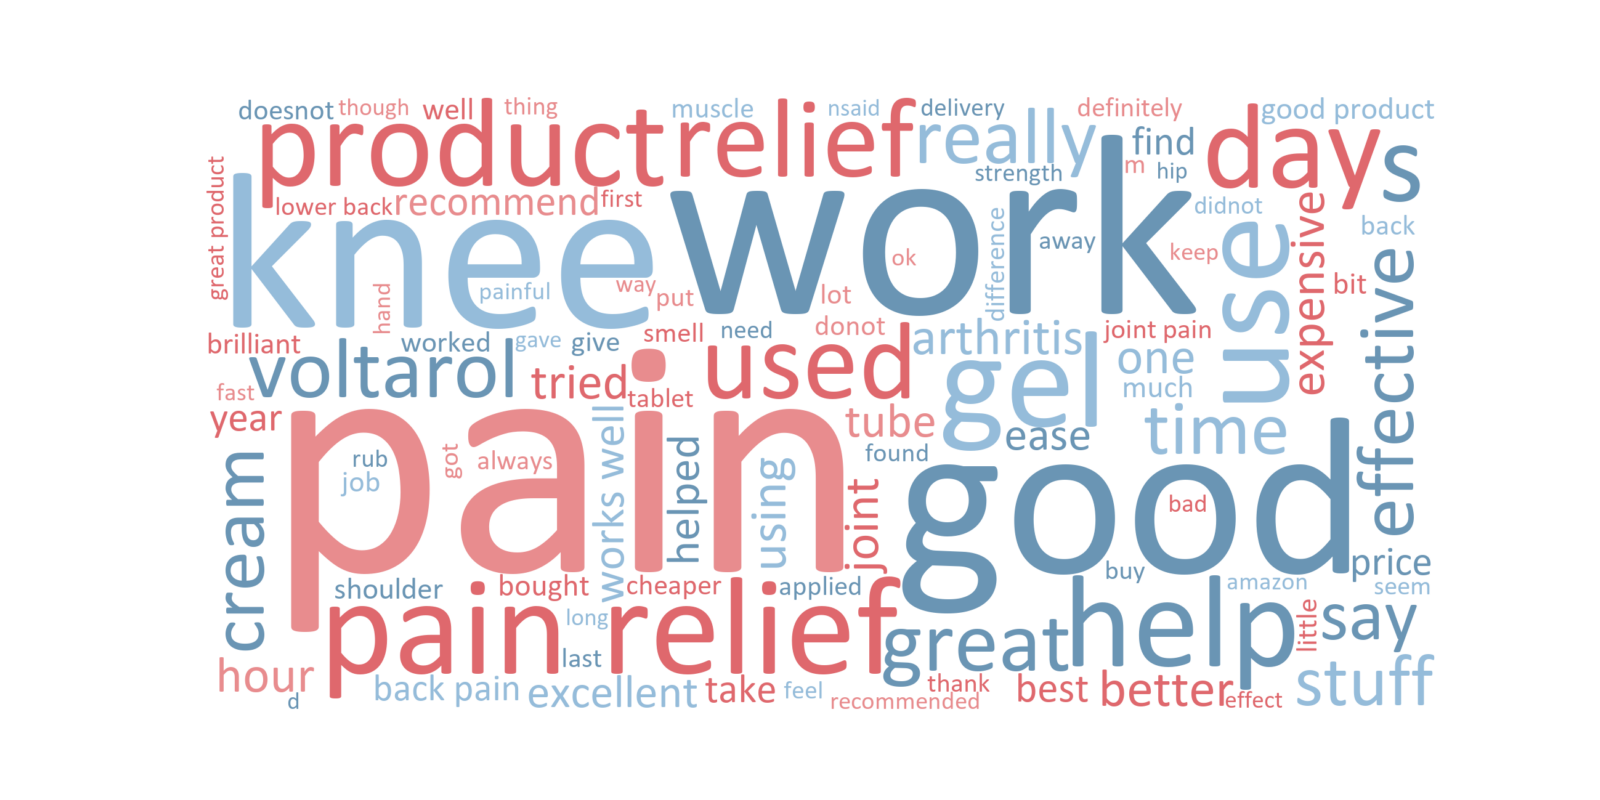 doesnot though well thing muscle nsaid delivery definitely good product
product relief really find days
strength m hip s
great product lower back recommend first didnot back
knee work use expensive effective
difference away keep
painful way put lot ok bit
hand
smell need donot
brilliant worked gave give arthritis joint pain
voltarol tried used gel one
fast tablet much
year tube time
ease
pain works well helped using found good
cream rub got always
job joint bad
price
shoulder bought cheaper applied buy amazon seem
pain relief long great help little say
last
hour back pain excellent take feel thank best better stuff
d recommended effect